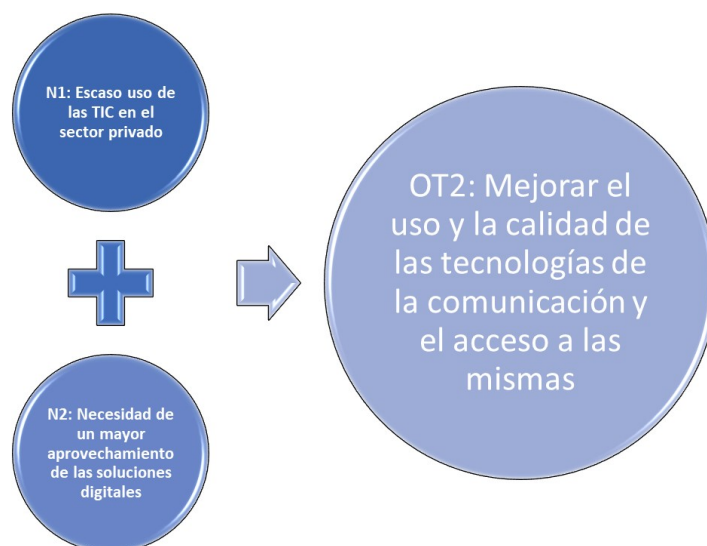 N1: Escaso uso de
las TIC en el
sector privado
OT2: Mejorar el
uso y la calidad de
las tecnologías de
la comunicación y
el acceso a las
mismas
N2: Necesidad de
un mayor
aprovechamiento
de las soluciones
digitales